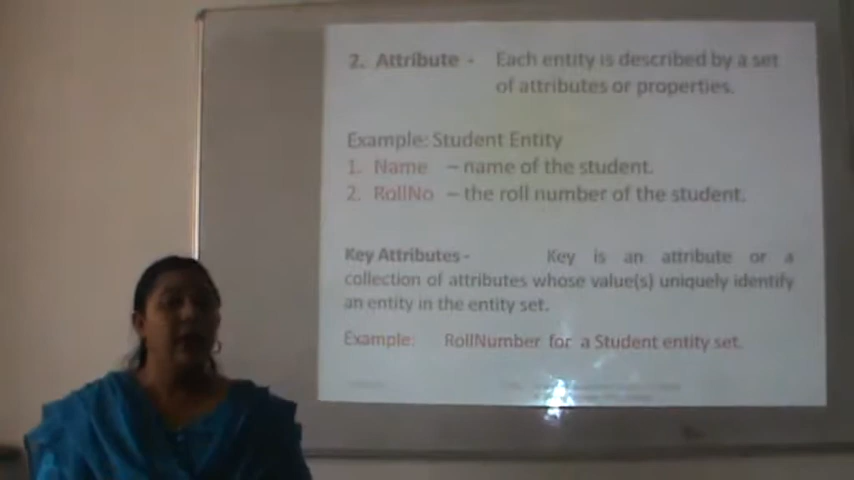 2. Attribute - Each entity is described by a set
of attributes or properties.
Example: Student Entity
1. Name – name of the student.
2. RollNo – the roll number of the student.
Key Attributes - Key is an attribute or a
collection of attributes whose value(s) uniquely identify
an entity in the entity set.
Example: RollNumber for a Student entity set.